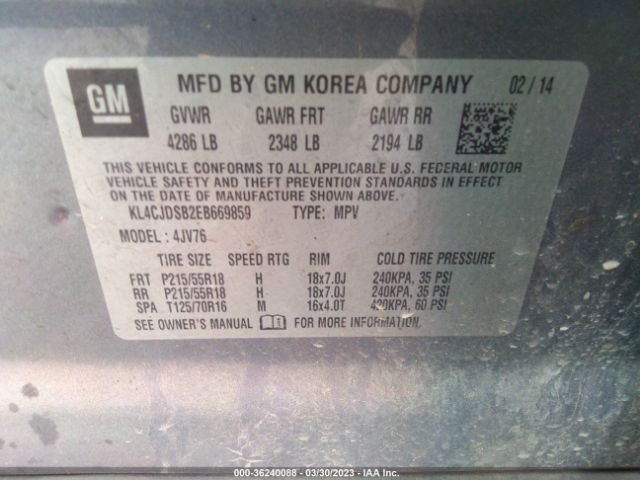 GM
MFD BY GM KOREA COMPANY 02/14
GVWR GAWR FRT GAWR RR
4286 LB 2348 LB 2194 LB
THIS VEHICLE CONFORMS TO ALL APPLICABLE U.S. FEDERAL MOTOR
VEHICLE SAFETY AND THEFT PREVENTION STANDARDS IN EFFECT
ON THE DATE OF MANUFACTURE SHOWN ABOVE.
KL4CJDSB2EB669859 TYPE: MPV
MODEL: 4JV76
TIRE SIZE SPEED RTG RIM COLD TIRE PRESSURE
FRT P215/55R18 H 18x7.0J 240KPA, 35 PSI
RR P215/55R18 H 18x7.0J 240KPA, 35 PSI
SPA T125/70R16 M 16x4.0T 420KPA, 60 PSI
SEE OWNER'S MANUAL FOR MORE INFORMATION
000-36240088 - 03/30/2023 - IAA Inc.